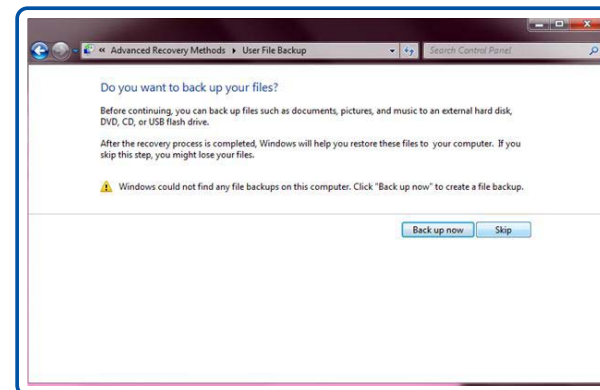 « Advanced Recovery Methods ▸ User File Backup
Search Control Panel
Do you want to back up your files?
Before continuing, you can back up files such as documents, pictures, and music to an external hard disk,
DVD, CD, or USB flash drive.
After the recovery process is completed, Windows will help you restore these files to your computer. If you
skip this step, you might lose your files.
Windows could not find any file backups on this computer. Click "Back up now" to create a file backup.
Back up now
Skip